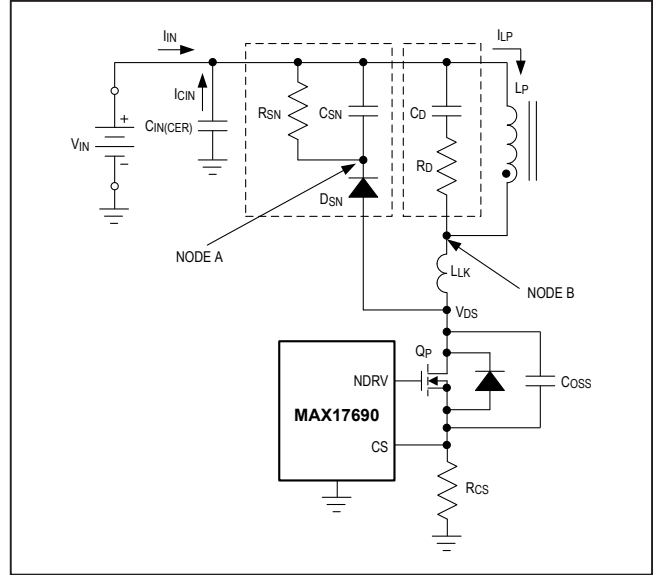 IIN
ILP
ICIN
LP
RSN
CSN
CD
+
VIN
CIN(CER)
−
RD
DSN
NODE A
LLK
NODE B
VDS
QP
NDRV
COSS
MAX17690
CS
RCS